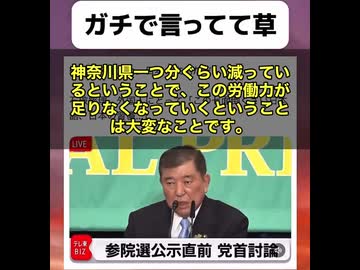 ガチで言ってて草
神奈川県一つ分ぐらい減ってい
るということで、この労働力が
足りなくなっていくということ
は大変なことです。
LIVE
テレ東
BIZ
参院選公示直前 党首討論